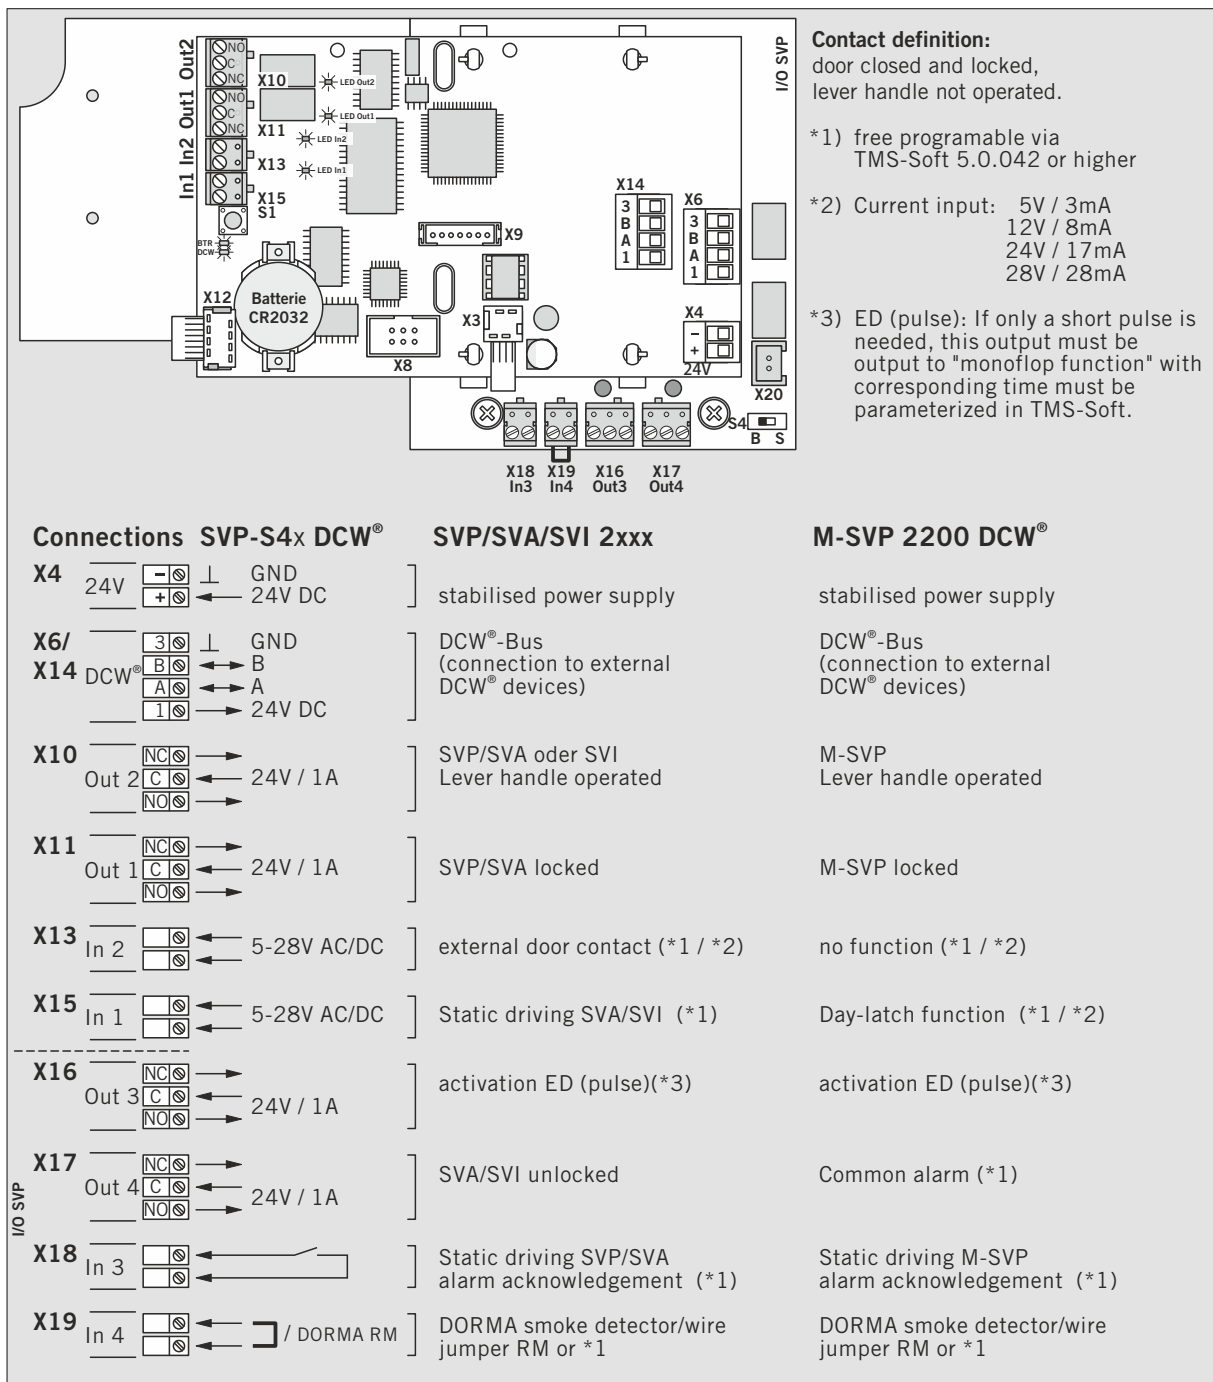 Out2
NO
C
NC
X10
LED Out2
Out1
NO
C
NC
X11
LED Out1
LED In2
In2
X13
LED In1
In1
X15
S1
BTR
DCW
X12
Batterie
CR2032
X9
X3
X8
X14
3
B
A
1
X6
3
B
A
1
X4
–
+
24V
X20
I/O SVP
S4
B S
X18
In3
X19
In4
X16
Out3
X17
Out4
Contact definition:
door closed and locked,
lever handle not operated.
*1) free programable via
TMS-Soft 5.0.042 or higher
*2) Current input: 5V / 3mA
12V / 8mA
24V / 17mA
28V / 28mA
*3) ED (pulse): If only a short pulse is
needed, this output must be
output to "monoflop function" with
corresponding time must be
parameterized in TMS-Soft.
Connections SVP-S4x DCW® SVP/SVA/SVI 2xxx M-SVP 2200 DCW®
X4 24V – GND
+ 24V DC stabilised power supply stabilised power supply
X6/ 3 GND DCW®-Bus DCW®-Bus
X14 DCW® B B (connection to external (connection to external
A A DCW® devices) DCW® devices)
1 24V DC
X10 NC SVP/SVA oder SVI M-SVP
Out 2 C 24V / 1A Lever handle operated Lever handle operated
NO
X11 NC
Out 1 C 24V / 1A SVP/SVA locked M-SVP locked
NO
X13 In 2 5-28V AC/DC external door contact (*1 / *2) no function (*1 / *2)
X15 In 1 5-28V AC/DC Static driving SVA/SVI (*1) Day-latch function (*1 / *2)
X16 NC activation ED (pulse)(*3) activation ED (pulse)(*3)
Out 3 C 24V / 1A
NO
X17 NC SVA/SVI unlocked Common alarm (*1)
Out 4 C 24V / 1A
NO
I/O SVP
X18 In 3 Static driving SVP/SVA Static driving M-SVP
alarm acknowledgement (*1) alarm acknowledgement (*1)
X19 In 4 / DORMA RM DORMA smoke detector/wire DORMA smoke detector/wire
jumper RM or *1 jumper RM or *1